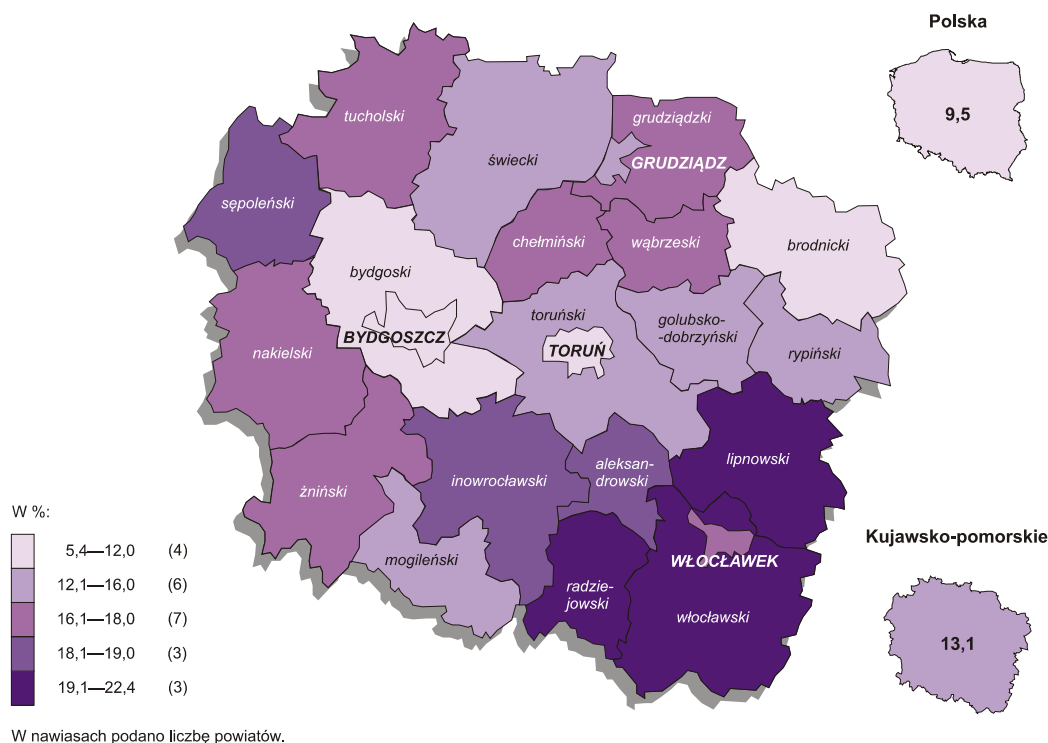 Polska
9,5
tucholski
grudziądzki
świecki
GRUDZIĄDZ
sępoleński
chełmiński
wąbrzeski
brodnicki
bydgoski
toruński
golubsko-
-dobrzyński
BYDGOSZCZ
TORUŃ
rypiński
nakielski
lipnowski
aleksan-
drowski
inowrocławski
żniński
mogileński
WŁOCŁAWEK
radzie-
jowski
włocławski
Kujawsko-pomorskie
13,1
W %:
5,4—12,0 (4)
12,1—16,0 (6)
16,1—18,0 (7)
18,1—19,0 (3)
19,1—22,4 (3)
W nawiasach podano liczbę powiatów.